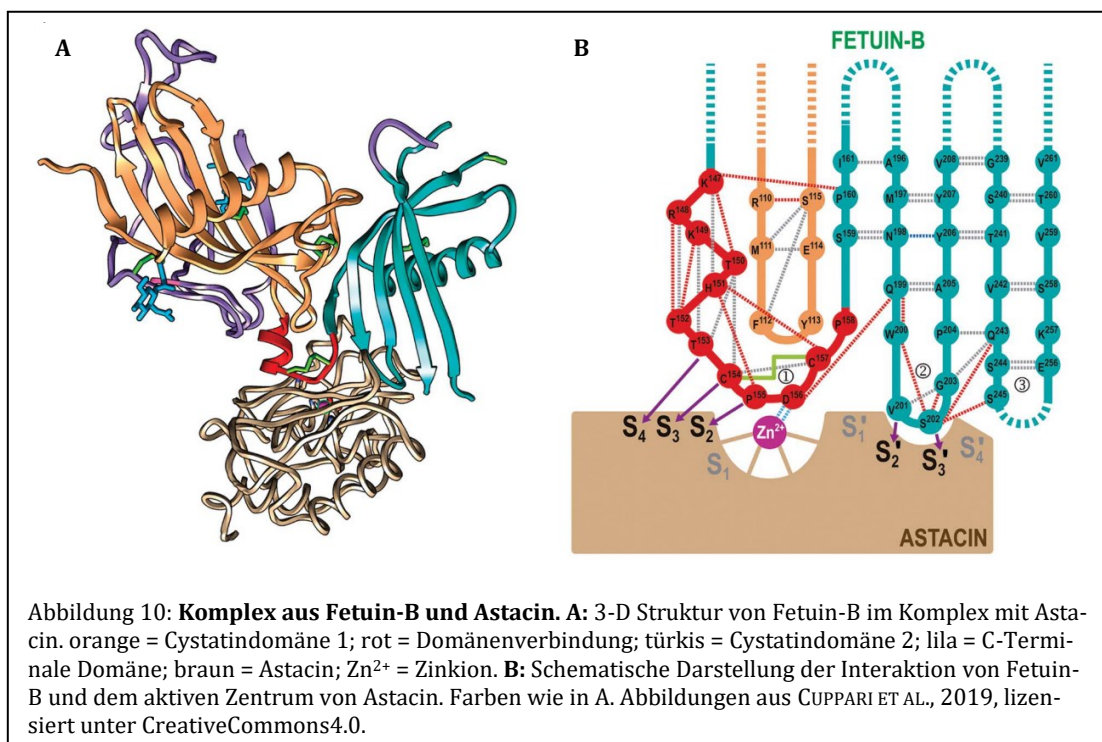 A
B
FETUIN-B
I161
A196
V208
G239
V261
K147
R110
S115
P160
M197
Y207
S240
T260
R148
K149
M111
E114
S159
N198
Y206
T241
V259
T150
H151
Q199
A205
V242
S258
T152
F112
Y113
P158
W200
P204
Q243
K257
T153
C154
C157
①
②
G203
S244
E256
③
P155
D156
V201
S202
S245
S4
S3
S2
Zn2+
S1
S1'
S2'
S3'
S4'
ASTACIN
Abbildung 10: Komplex aus Fetuin-B und Astacin. A: 3-D Struktur von Fetuin-B im Komplex mit Asta-
cin. orange = Cystatindomäne 1; rot = Domänenverbindung; türkis = Cystatindomäne 2; lila = C-Termi-
nale Domäne; braun = Astacin; Zn2+ = Zinkion. B: Schematische Darstellung der Interaktion von Fetuin-
B und dem aktiven Zentrum von Astacin. Farben wie in A. Abbildungen aus CUPPARI ET AL., 2019, lizen-
siert unter CreativeCommons4.0.